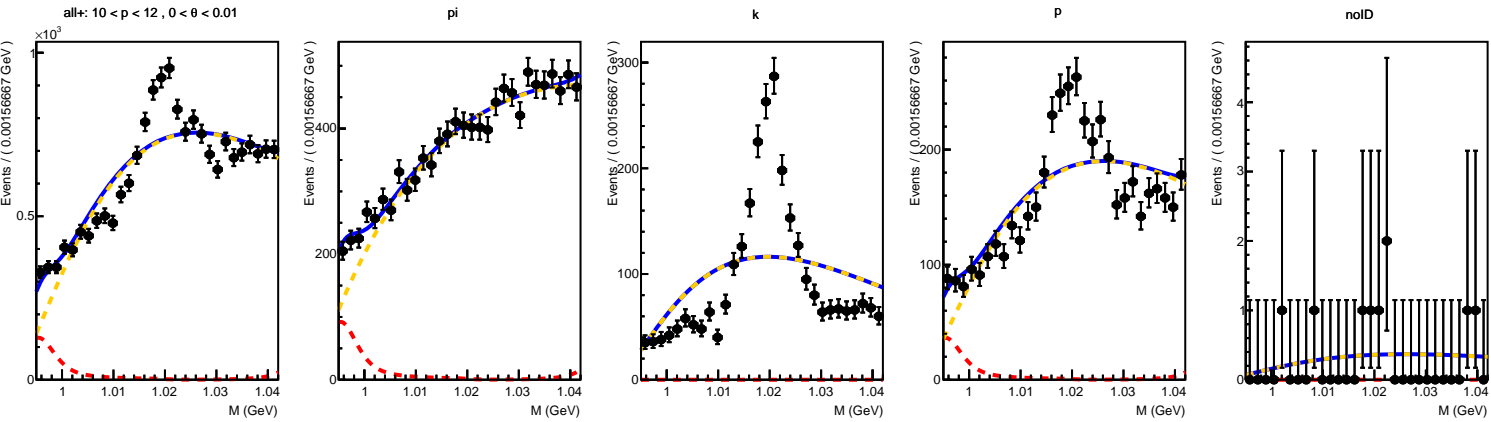 all+: 10 < p < 12 , 0 < θ < 0.01
×10³
Events / ( 0.00156667 GeV )
1
0.5
0
1 1.01 1.02 1.03 1.04
M (GeV)
pi
Events / ( 0.00156667 GeV )
400
200
0
1 1.01 1.02 1.03 1.04
M (GeV)
k
Events / ( 0.00156667 GeV )
300
200
100
0
1 1.01 1.02 1.03 1.04
M (GeV)
p
Events / ( 0.00156667 GeV )
200
100
0
1 1.01 1.02 1.03 1.04
M (GeV)
noID
Events / ( 0.00156667 GeV )
4
3
2
1
0
1 1.01 1.02 1.03 1.04
M (GeV)